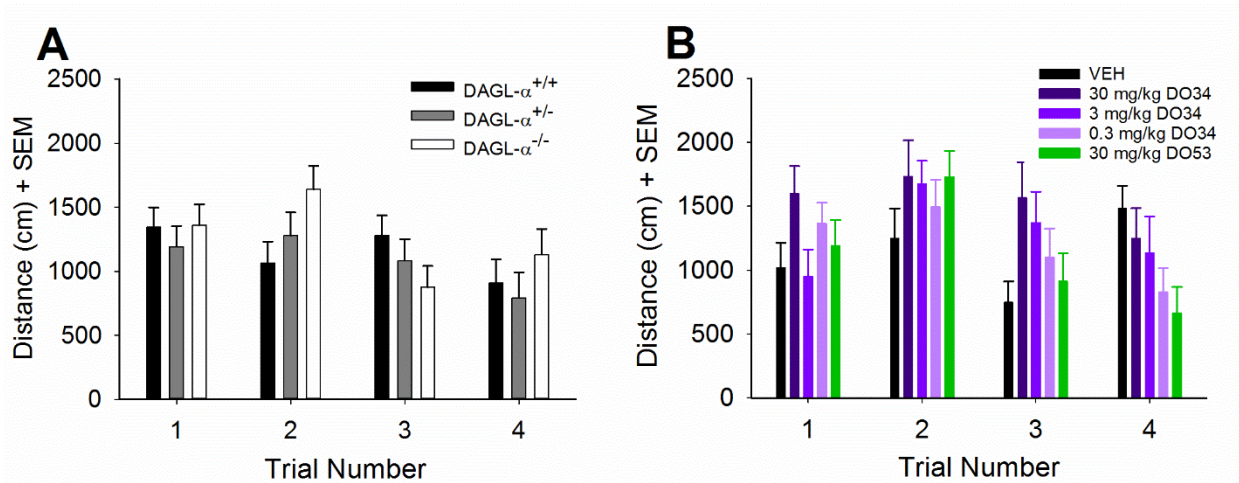 A
2500
2000
1500
1000
500
0
Distance (cm) + SEM
DAGL-α+/+
DAGL-α+/-
DAGL-α-/-
1 2 3 4
Trial Number
B
2500
2000
1500
1000
500
0
Distance (cm) + SEM
VEH
30 mg/kg DO34
3 mg/kg DO34
0.3 mg/kg DO34
30 mg/kg DO53
1 2 3 4
Trial Number